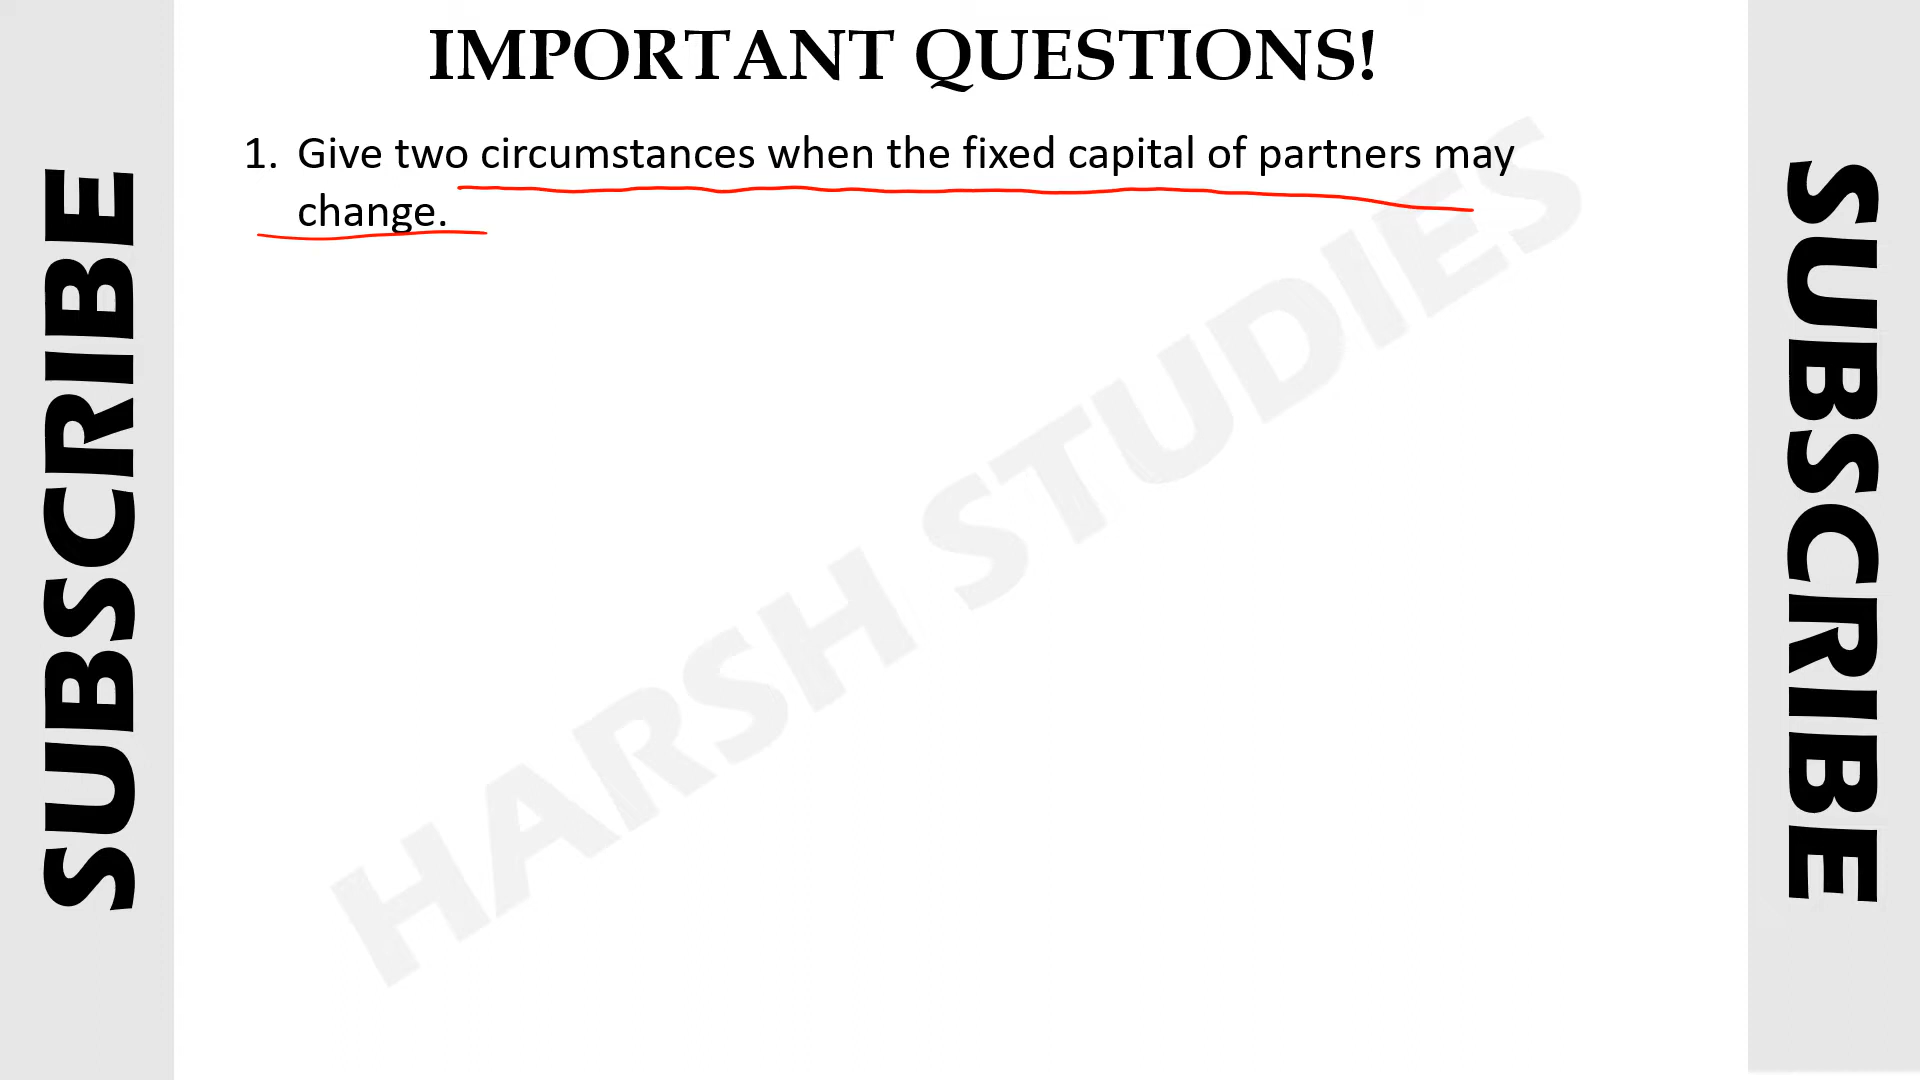 IMPORTANT QUESTIONS!
1. Give two circumstances when the fixed capital of partners may
change.
SUBSCRIBE
SUBSCRIBE
HARSH STUDIES